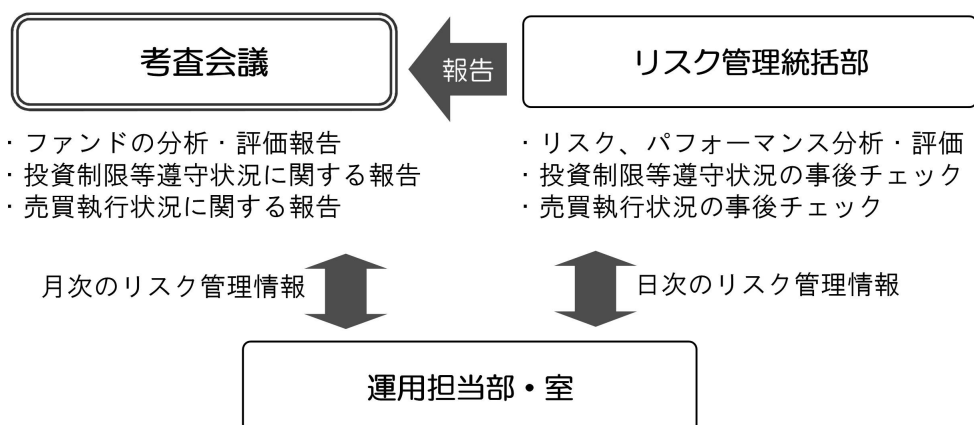 考査会議
報告
リスク管理統括部
・ファンドの分析・評価報告
・投資制限等遵守状況に関する報告
・売買執行状況に関する報告
・リスク、パフォーマンス分析・評価
・投資制限等遵守状況の事後チェック
・売買執行状況の事後チェック
月次のリスク管理情報
日次のリスク管理情報
運用担当部・室